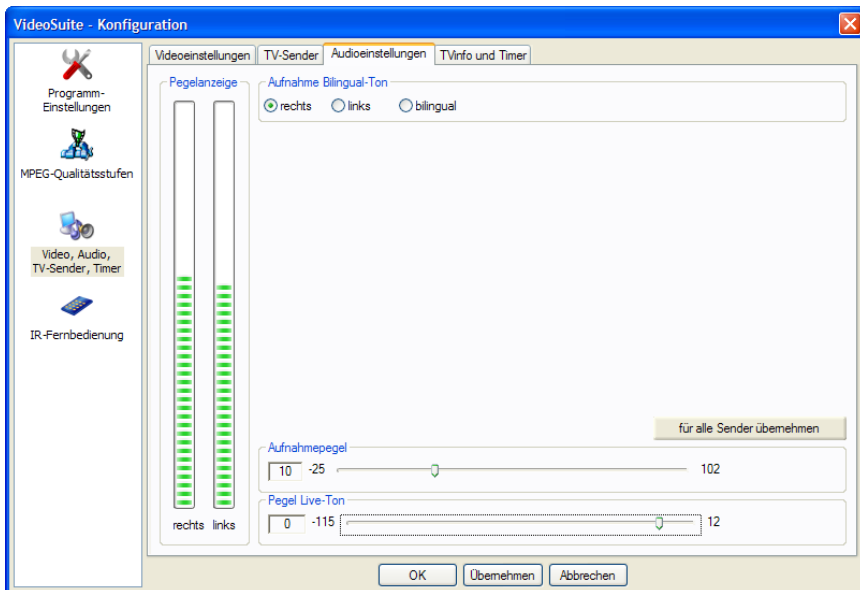 VideoSuite - Konfiguration
Programm-
Einstellungen
MPEG-Qualitätsstufen
Video, Audio,
TV-Sender, Timer
IR-Fernbedienung
Videoeinstellungen TV-Sender Audioeinstellungen TVinfo und Timer
Pegelanzeige
rechts links
Aufnahme Bilingual-Ton
rechts links bilingual
für alle Sender übernehmen
Aufnahmepegel
10 -25 102
Pegel Live-Ton
0 -115 12
OK Übernehmen Abbrechen